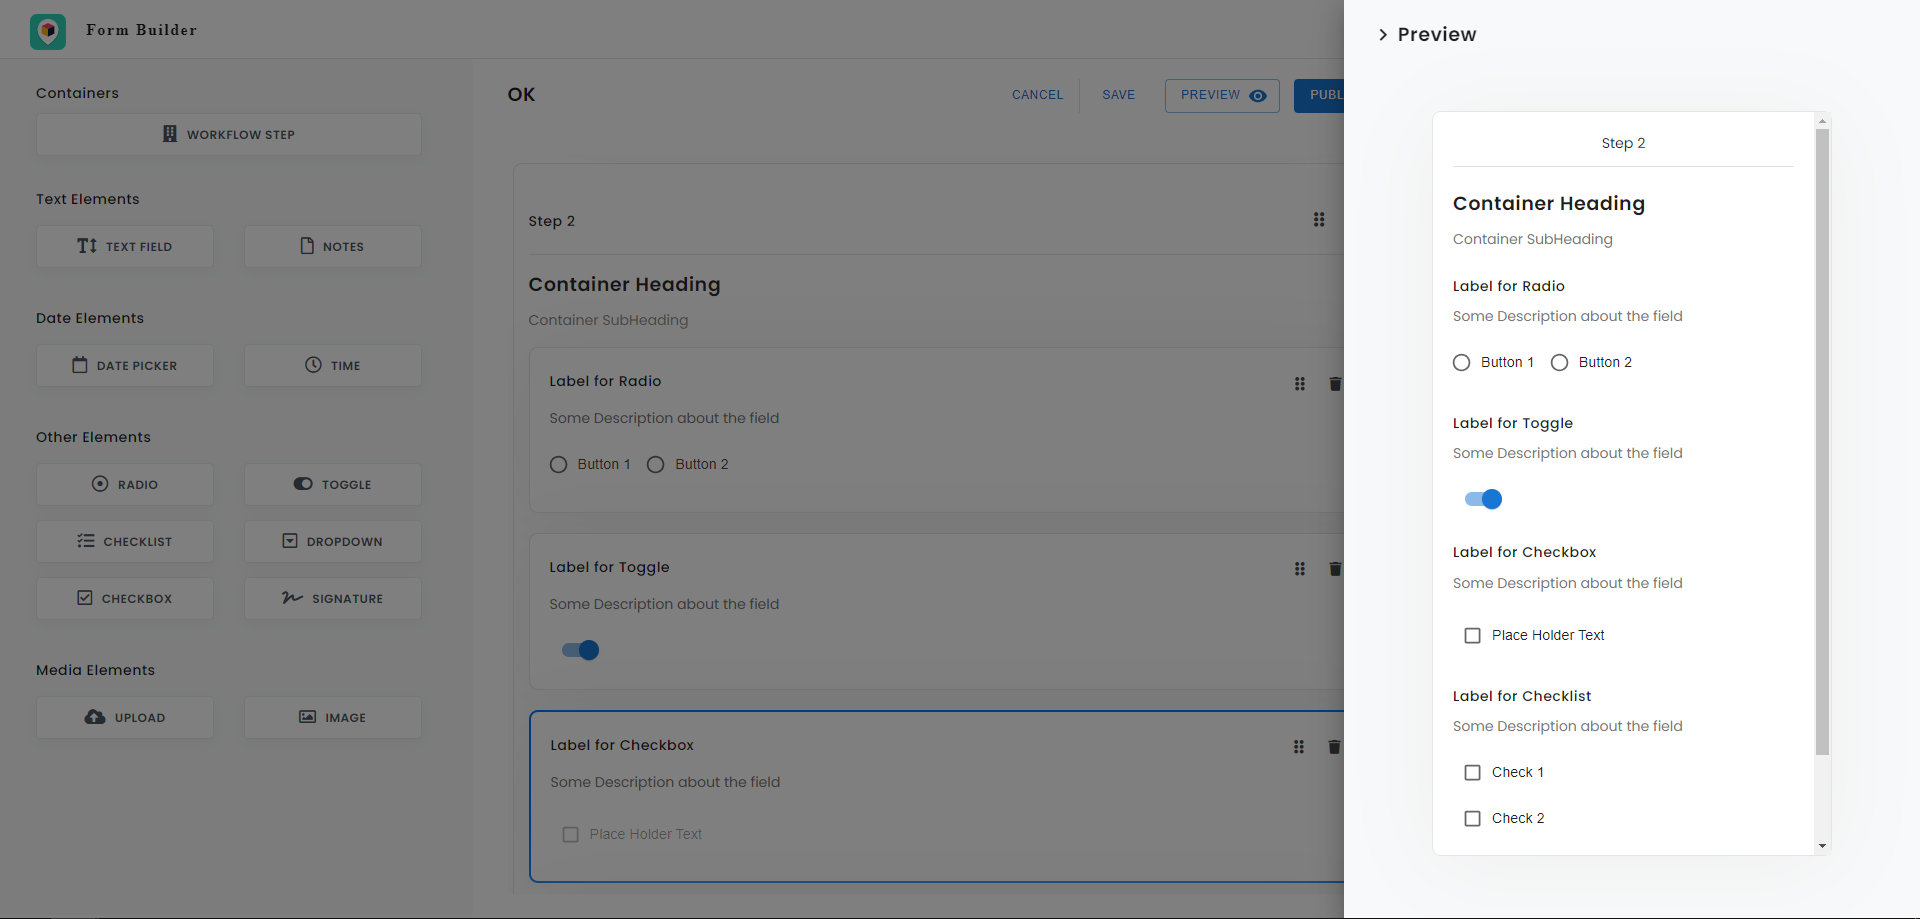 Form Builder
Containers
WORKFLOW STEP
Text Elements
TEXT FIELD
NOTES
Date Elements
DATE PICKER
TIME
Other Elements
RADIO
TOGGLE
CHECKLIST
DROPDOWN
CHECKBOX
SIGNATURE
Media Elements
UPLOAD
IMAGE
OK
CANCEL
SAVE
PREVIEW
PUBL
Step 2
Container Heading
Container SubHeading
Label for Radio
Some Description about the field
Button 1 Button 2
Label for Toggle
Some Description about the field
Label for Checkbox
Some Description about the field
Place Holder Text
Preview
Step 2
Container Heading
Container SubHeading
Label for Radio
Some Description about the field
Button 1 Button 2
Label for Toggle
Some Description about the field
Label for Checkbox
Some Description about the field
Place Holder Text
Label for Checklist
Some Description about the field
Check 1
Check 2